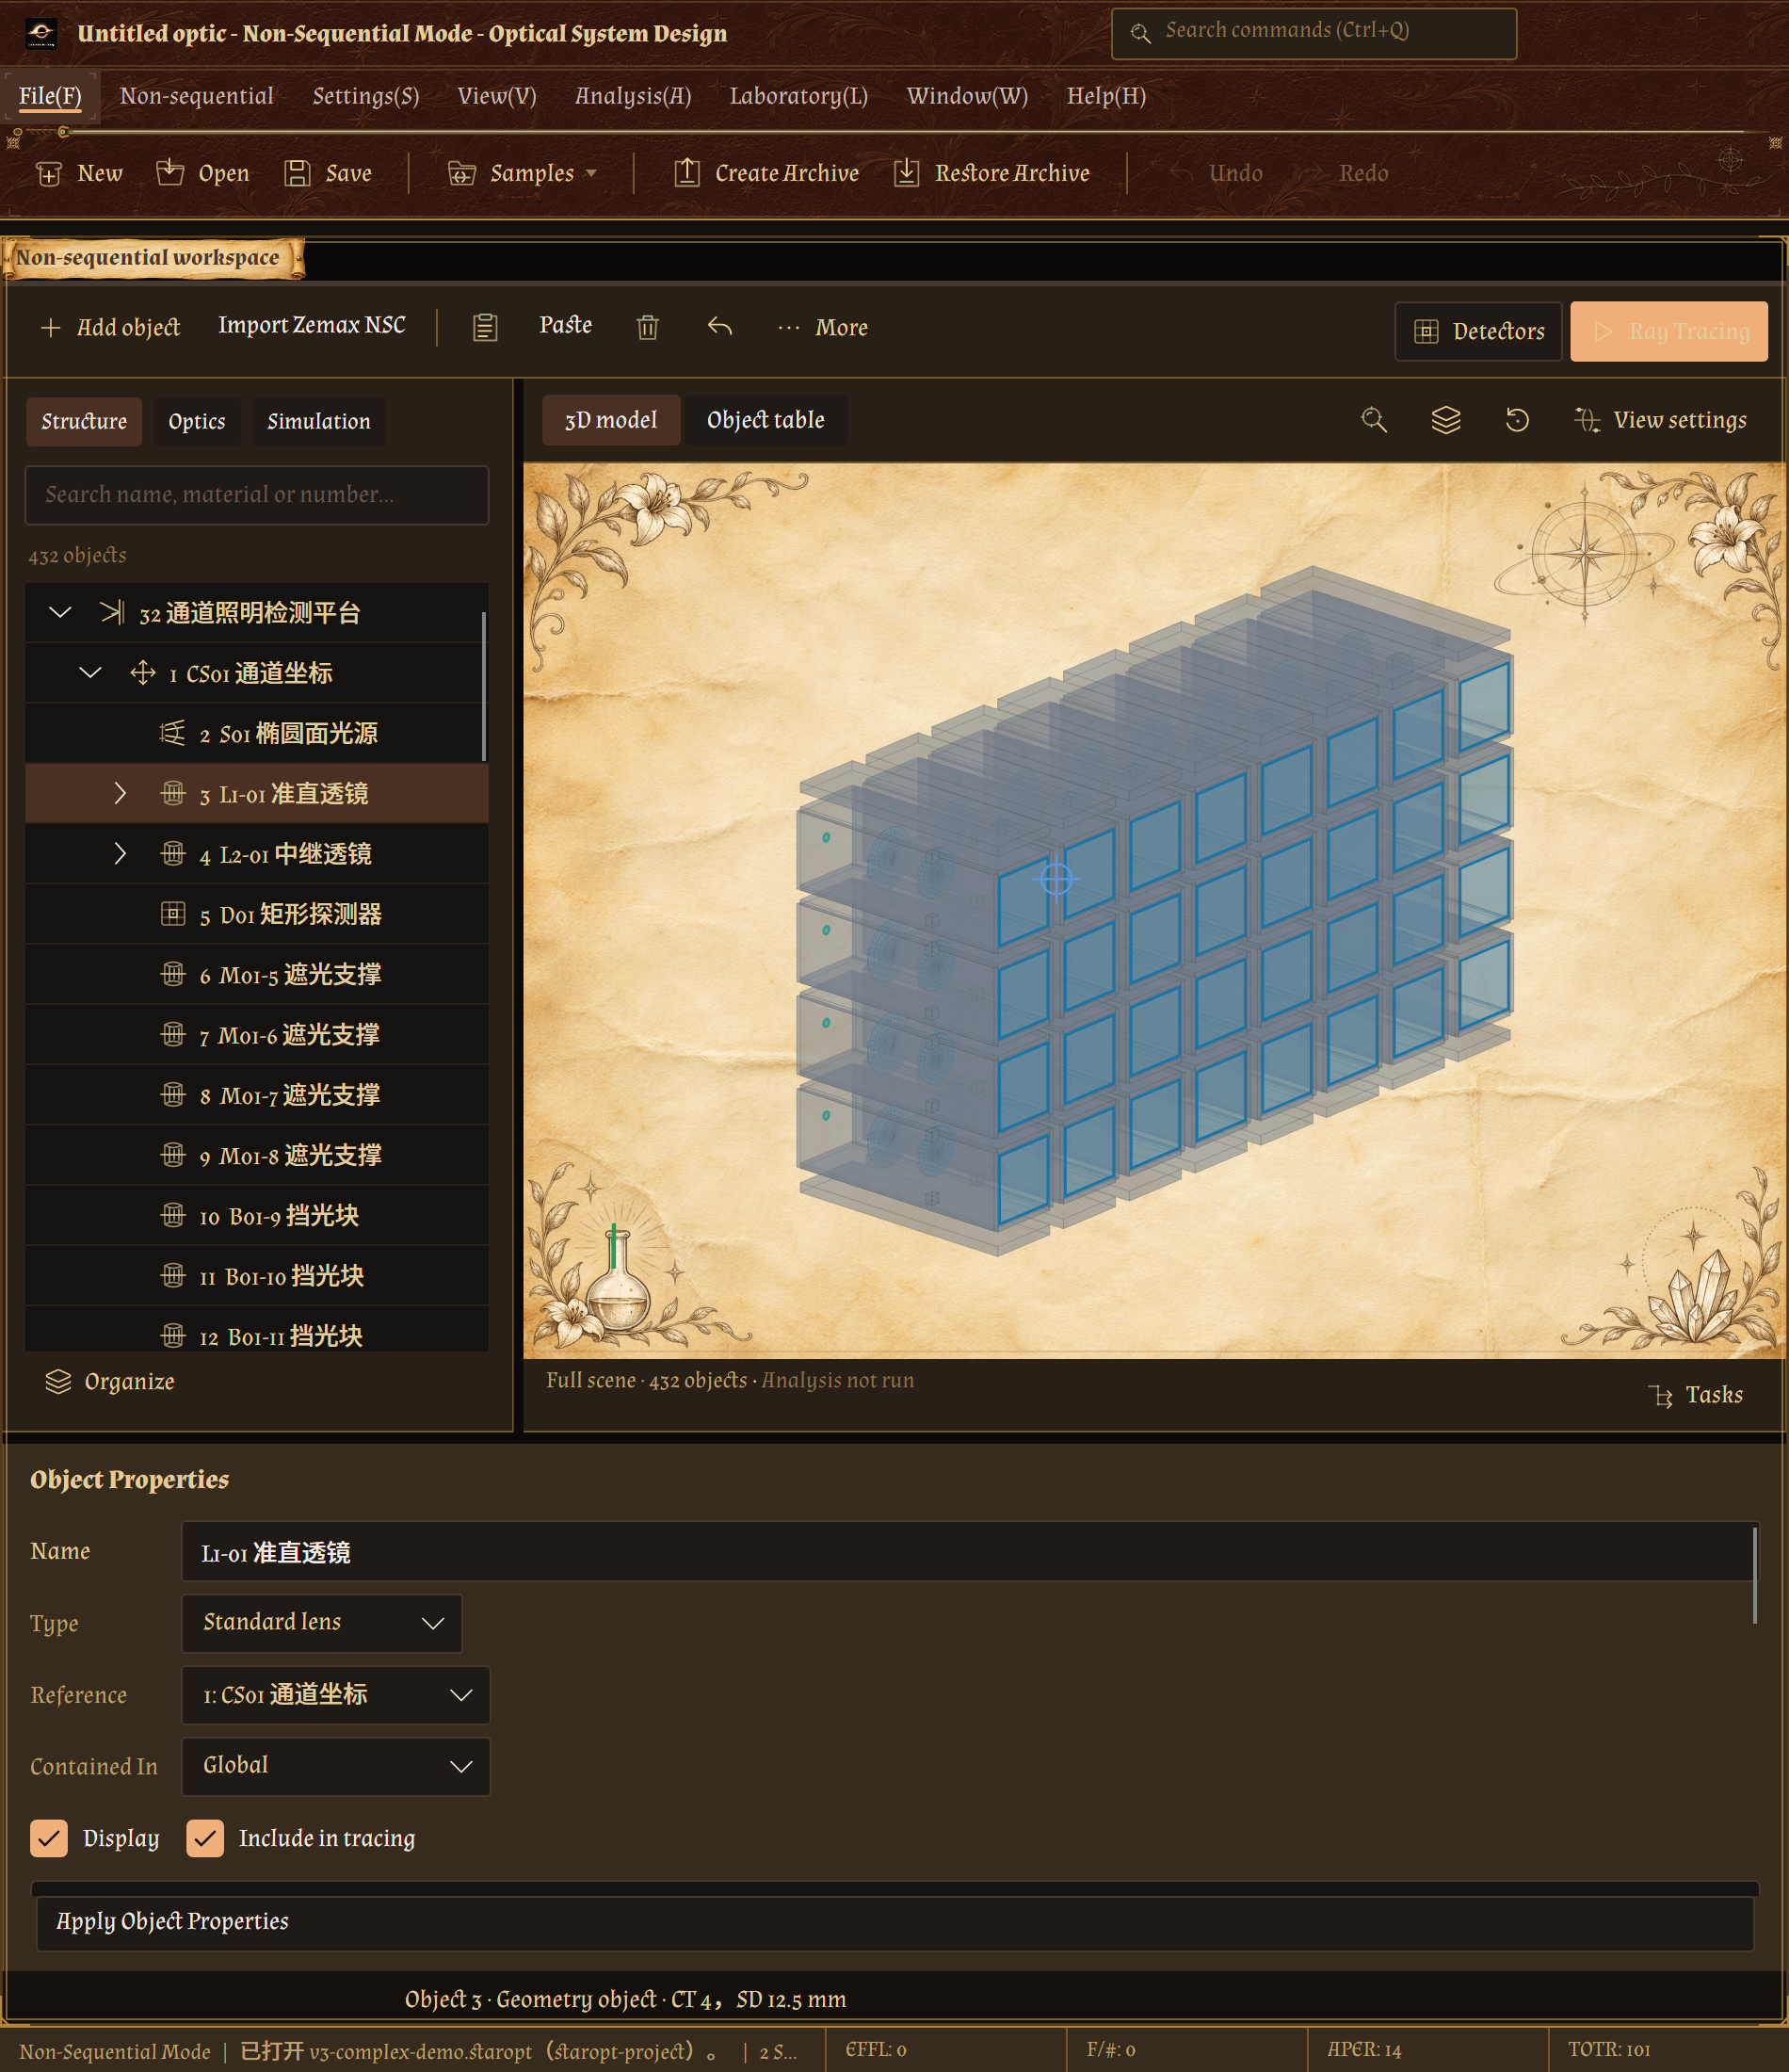 Untitled optic - Non-Sequential Mode - Optical System Design
Search commands (Ctrl+Q)
File(F) Non-sequential Settings(S) View(V) Analysis(A) Laboratory(L) Window(W) Help(H)
New Open Save Samples Create Archive Restore Archive Undo Redo
Non-sequential workspace
Add object Import Zemax NSC Paste ... More Detectors Ray Tracing
Structure Optics Simulation
3D model Object table View settings
Search name, material or number...
432 objects
32 通道照明检测平台
1 CS01 通道坐标
2 S01 椭圆面光源
3 L1-01 准直透镜
4 L2-01 中继透镜
5 D01 矩形探测器
6 M01-5 遮光支撑
7 M01-6 遮光支撑
8 M01-7 遮光支撑
9 M01-8 遮光支撑
10 B01-9 挡光块
11 B01-10 挡光块
12 B01-11 挡光块
Organize
Full scene · 432 objects · Analysis not run
Tasks
Object Properties
Name L1-01 准直透镜
Type Standard lens
Reference 1: CS01 通道坐标
Contained In Global
Display Include in tracing
Apply Object Properties
Object 3 · Geometry object · CT 4，SD 12.5 mm
Non-Sequential Mode | 已打开 v3-complex-demo.staropt（staropt-project）。 | 2 S... EFFL: 0 F/#: 0 APER: 14 TOTR: 101